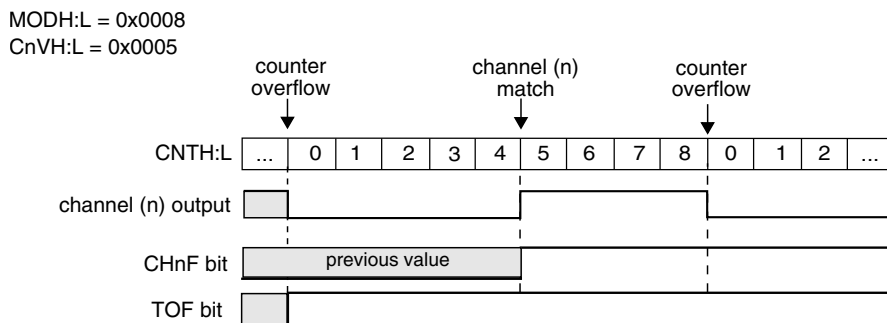 MODH:L = 0x0008
CnVH:L = 0x0005
counter
overflow
channel (n)
match
counter
overflow
CNTH:L ... 0 1 2 3 4 5 6 7 8 0 1 2 ...
channel (n) output
CHnF bit previous value
TOF bit